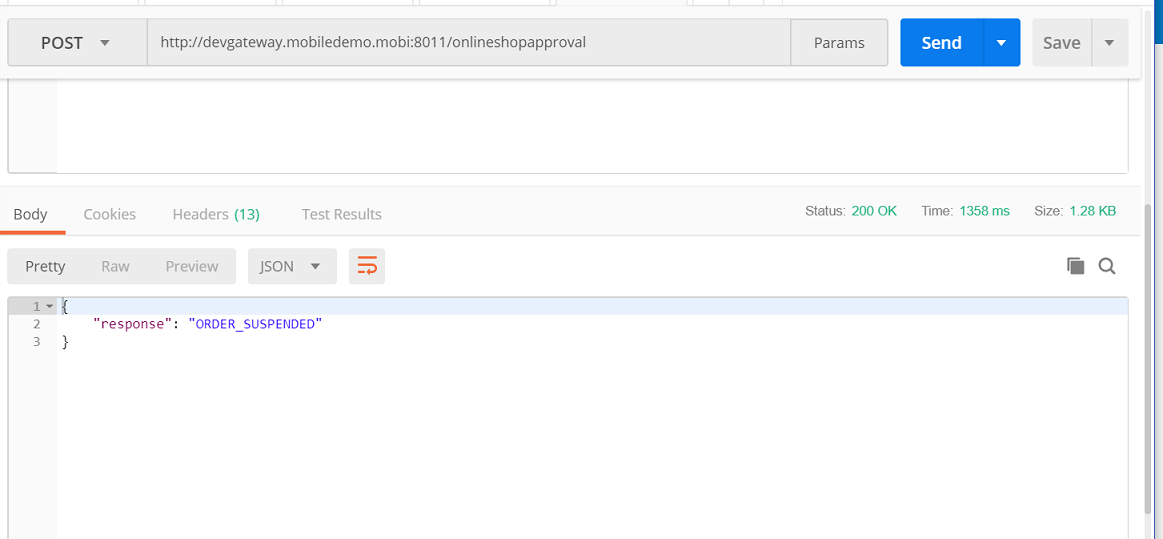 POST http://devgateway.mobiledemo.mobi:8011/onlineshopapproval Params Send Save
Body Cookies Headers (13) Test Results Status: 200 OK Time: 1358 ms Size: 1.28 KB
Pretty Raw Preview JSON
1 {
2 "response": "ORDER_SUSPENDED"
3 }